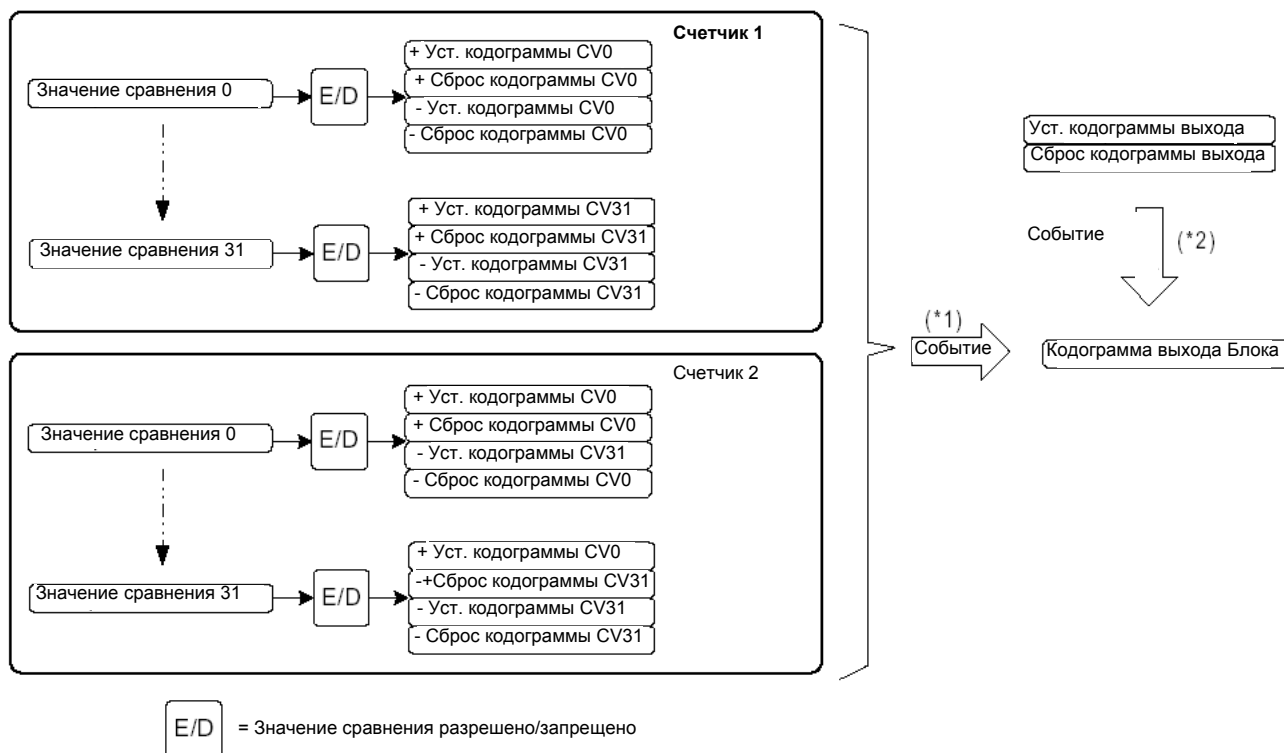 Счетчик 1
+ Уст. кодограммы CV0
+ Сброс кодограммы CV0
- Уст. кодограммы CV0
- Сброс кодограммы CV0
Значение сравнения 0
E/D
+ Уст. кодограммы CV31
+ Сброс кодограммы CV31
- Уст. кодограммы CV31
- Сброс кодограммы CV31
Значение сравнения 31
E/D
Счетчик 2
+ Уст. кодограммы CV0
+ Сброс кодограммы CV0
- Уст. кодограммы CV31
- Сброс кодограммы CV0
Значение сравнения 0
E/D
+ Уст. кодограммы CV0
-+Сброс кодограммы CV31
- Уст. кодограммы CV31
- Сброс кодограммы CV31
Значение сравнения 31
E/D
(*1)
Событие
Уст. кодограммы выхода
Сброс кодограммы выхода
Событие
(*2)
Кодограмма выхода Блока
E/D
= Значение сравнения разрешено/запрещено